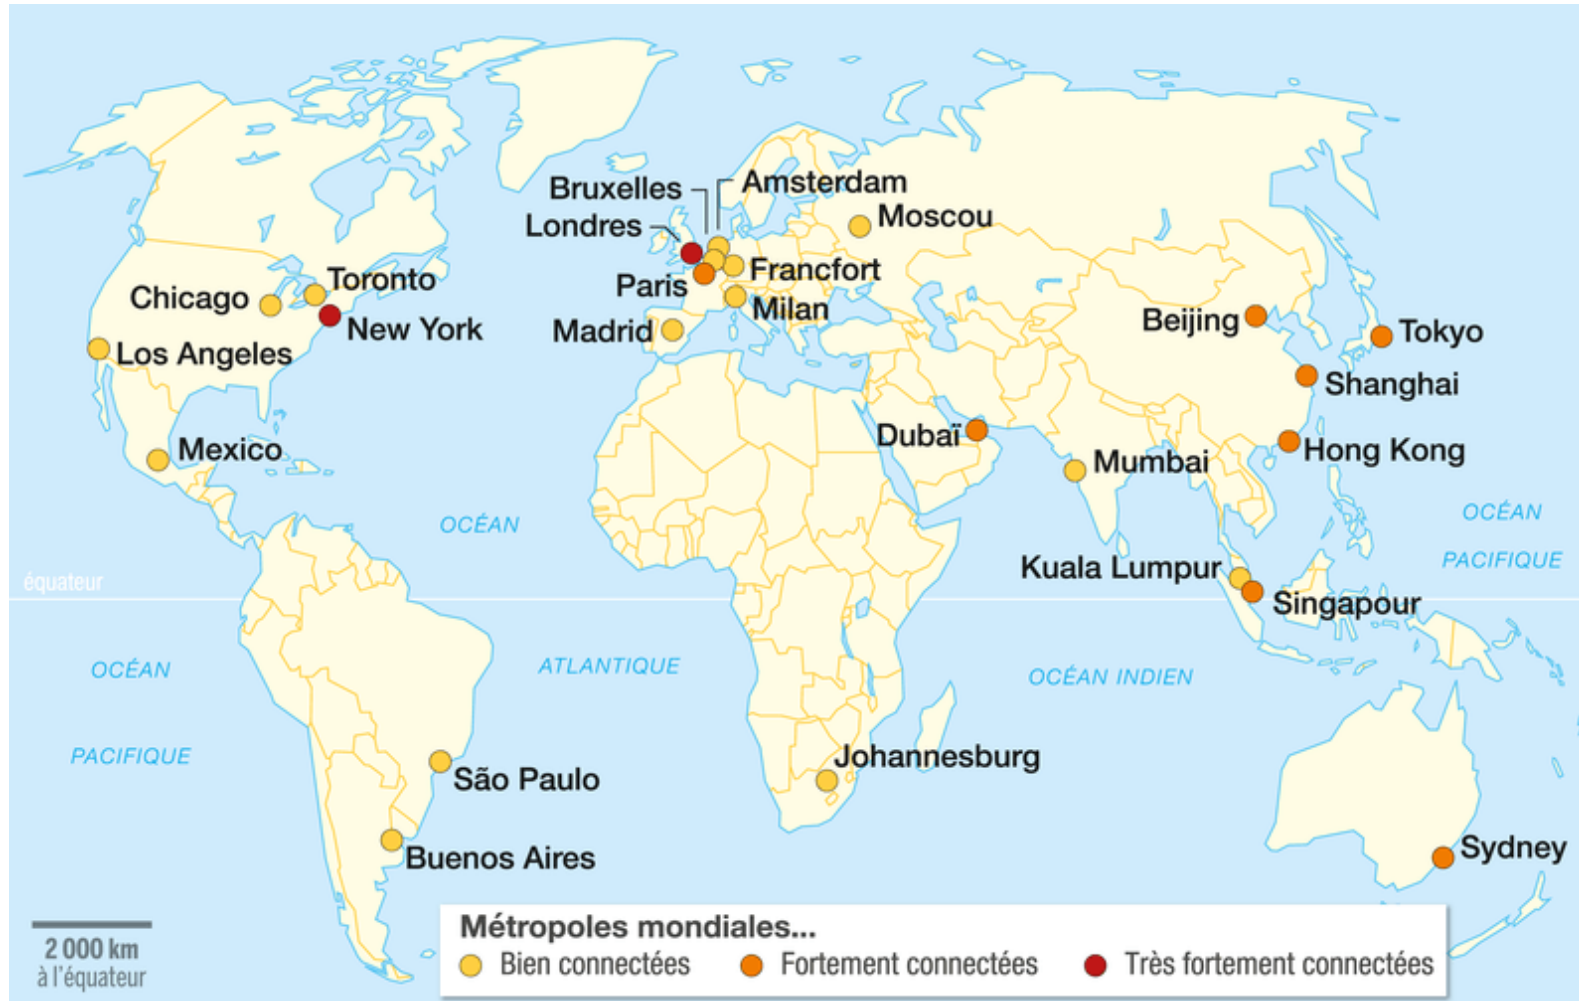 Bruxelles
Amsterdam
Londres
Moscou
Paris
Francfort
Milan
Madrid
Toronto
Chicago
New York
Los Angeles
Mexico
Beijing
Tokyo
Shanghai
Dubaï
Hong Kong
Mumbai
OCÉAN
OCÉAN
PACIFIQUE
Kuala Lumpur
équateur
Singapour
OCÉAN
ATLANTIQUE
OCÉAN INDIEN
PACIFIQUE
Johannesburg
São Paulo
Buenos Aires
Sydney
2 000 km
à l'équateur
Métropoles mondiales...
Bien connectées
Fortement connectées
Très fortement connectées